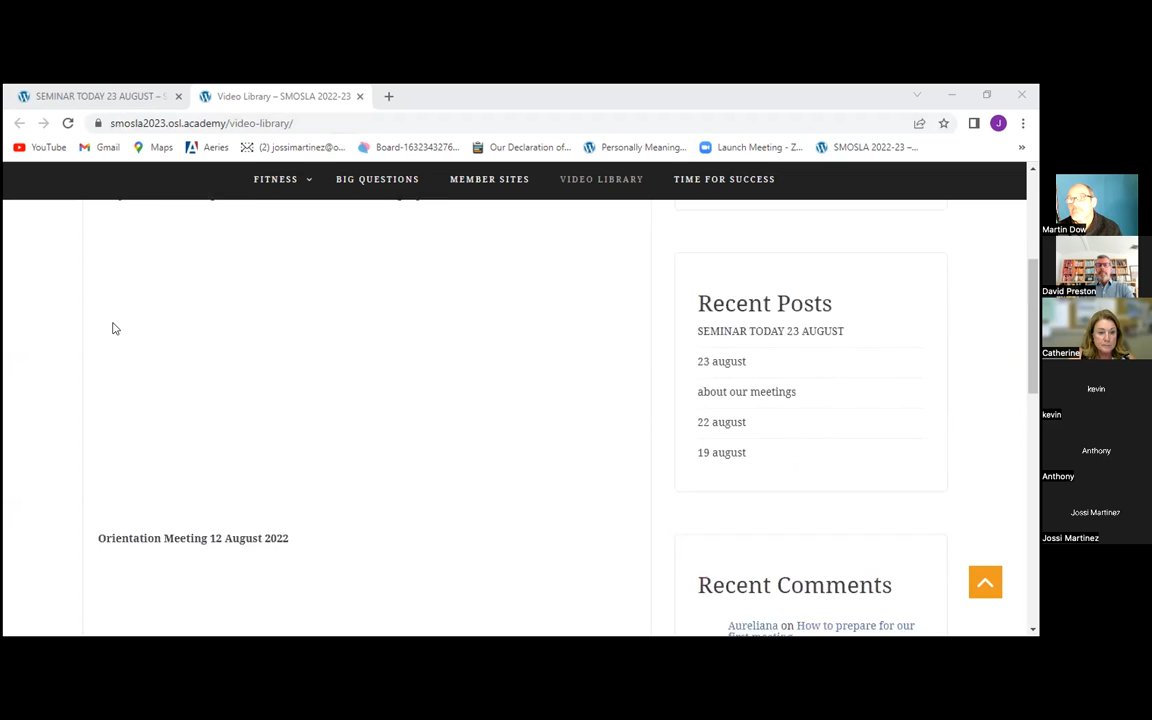 SEMINAR TODAY 23 AUGUST –
Video Library – SMOSLA 2022-23
smosla2023.osl.academy/video-library/
YouTube
Gmail
Maps
Aeries
(2) jossimartinez@o...
Board-1632343276...
Our Declaration of...
Personally Meaning...
Launch Meeting - Z...
SMOSLA 2022-23 –...
»
FITNESS
BIG QUESTIONS
MEMBER SITES
VIDEO LIBRARY
TIME FOR SUCCESS
Orientation Meeting 12 August 2022
Recent Posts
SEMINAR TODAY 23 AUGUST
23 august
about our meetings
22 august
19 august
Recent Comments
Aureliana on How to prepare for our
first meeting
J
Martin Dow
David Preston
Catherine
kevin
kevin
Anthony
Anthony
Jossi Martinez
Jossi Martinez